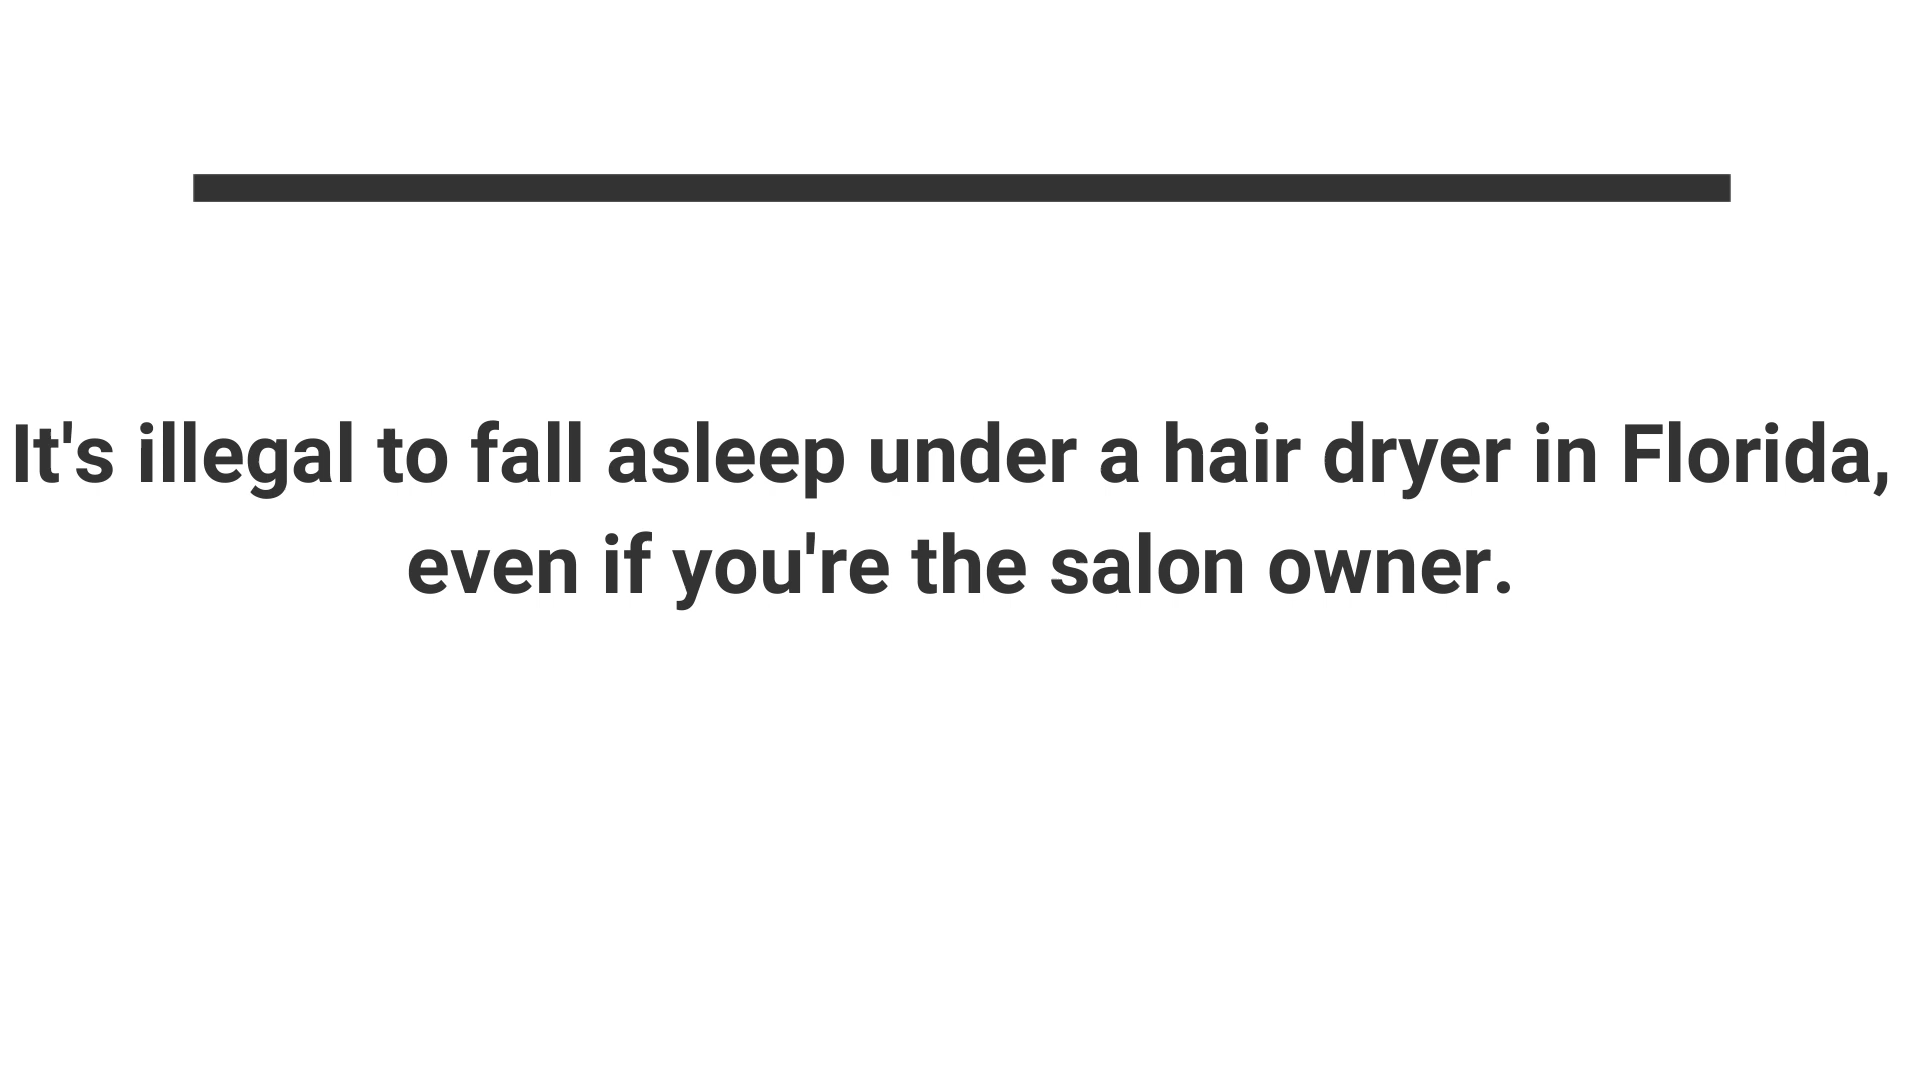 It's illegal to fall asleep under a hair dryer in Florida,
even if you're the salon owner.